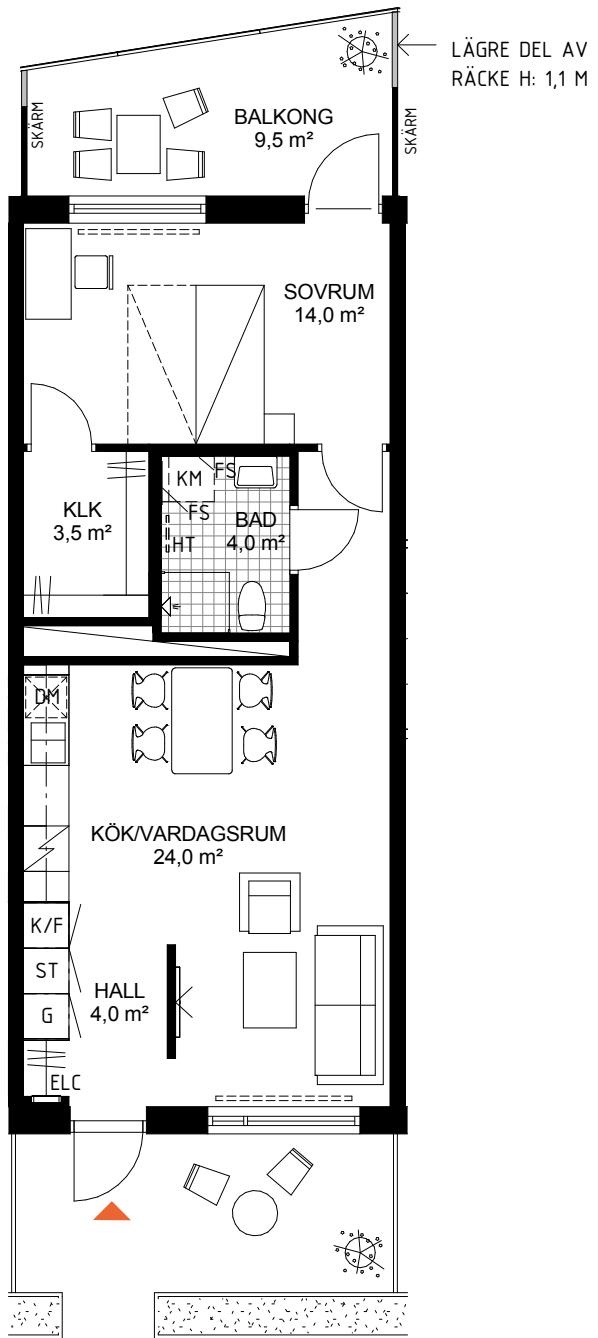 LÄGRE DEL AV
RÄCKE H: 1,1 M
SKÄRM
BALKONG
9,5 m²
SKÄRM
SOVRUM
14,0 m²
KM
FS
KLK
3,5 m²
FS
BAD
4,0 m²
HT
DM
KÖK/VARDAGSRUM
24,0 m²
K/F
ST
HALL
4,0 m²
G
ELC